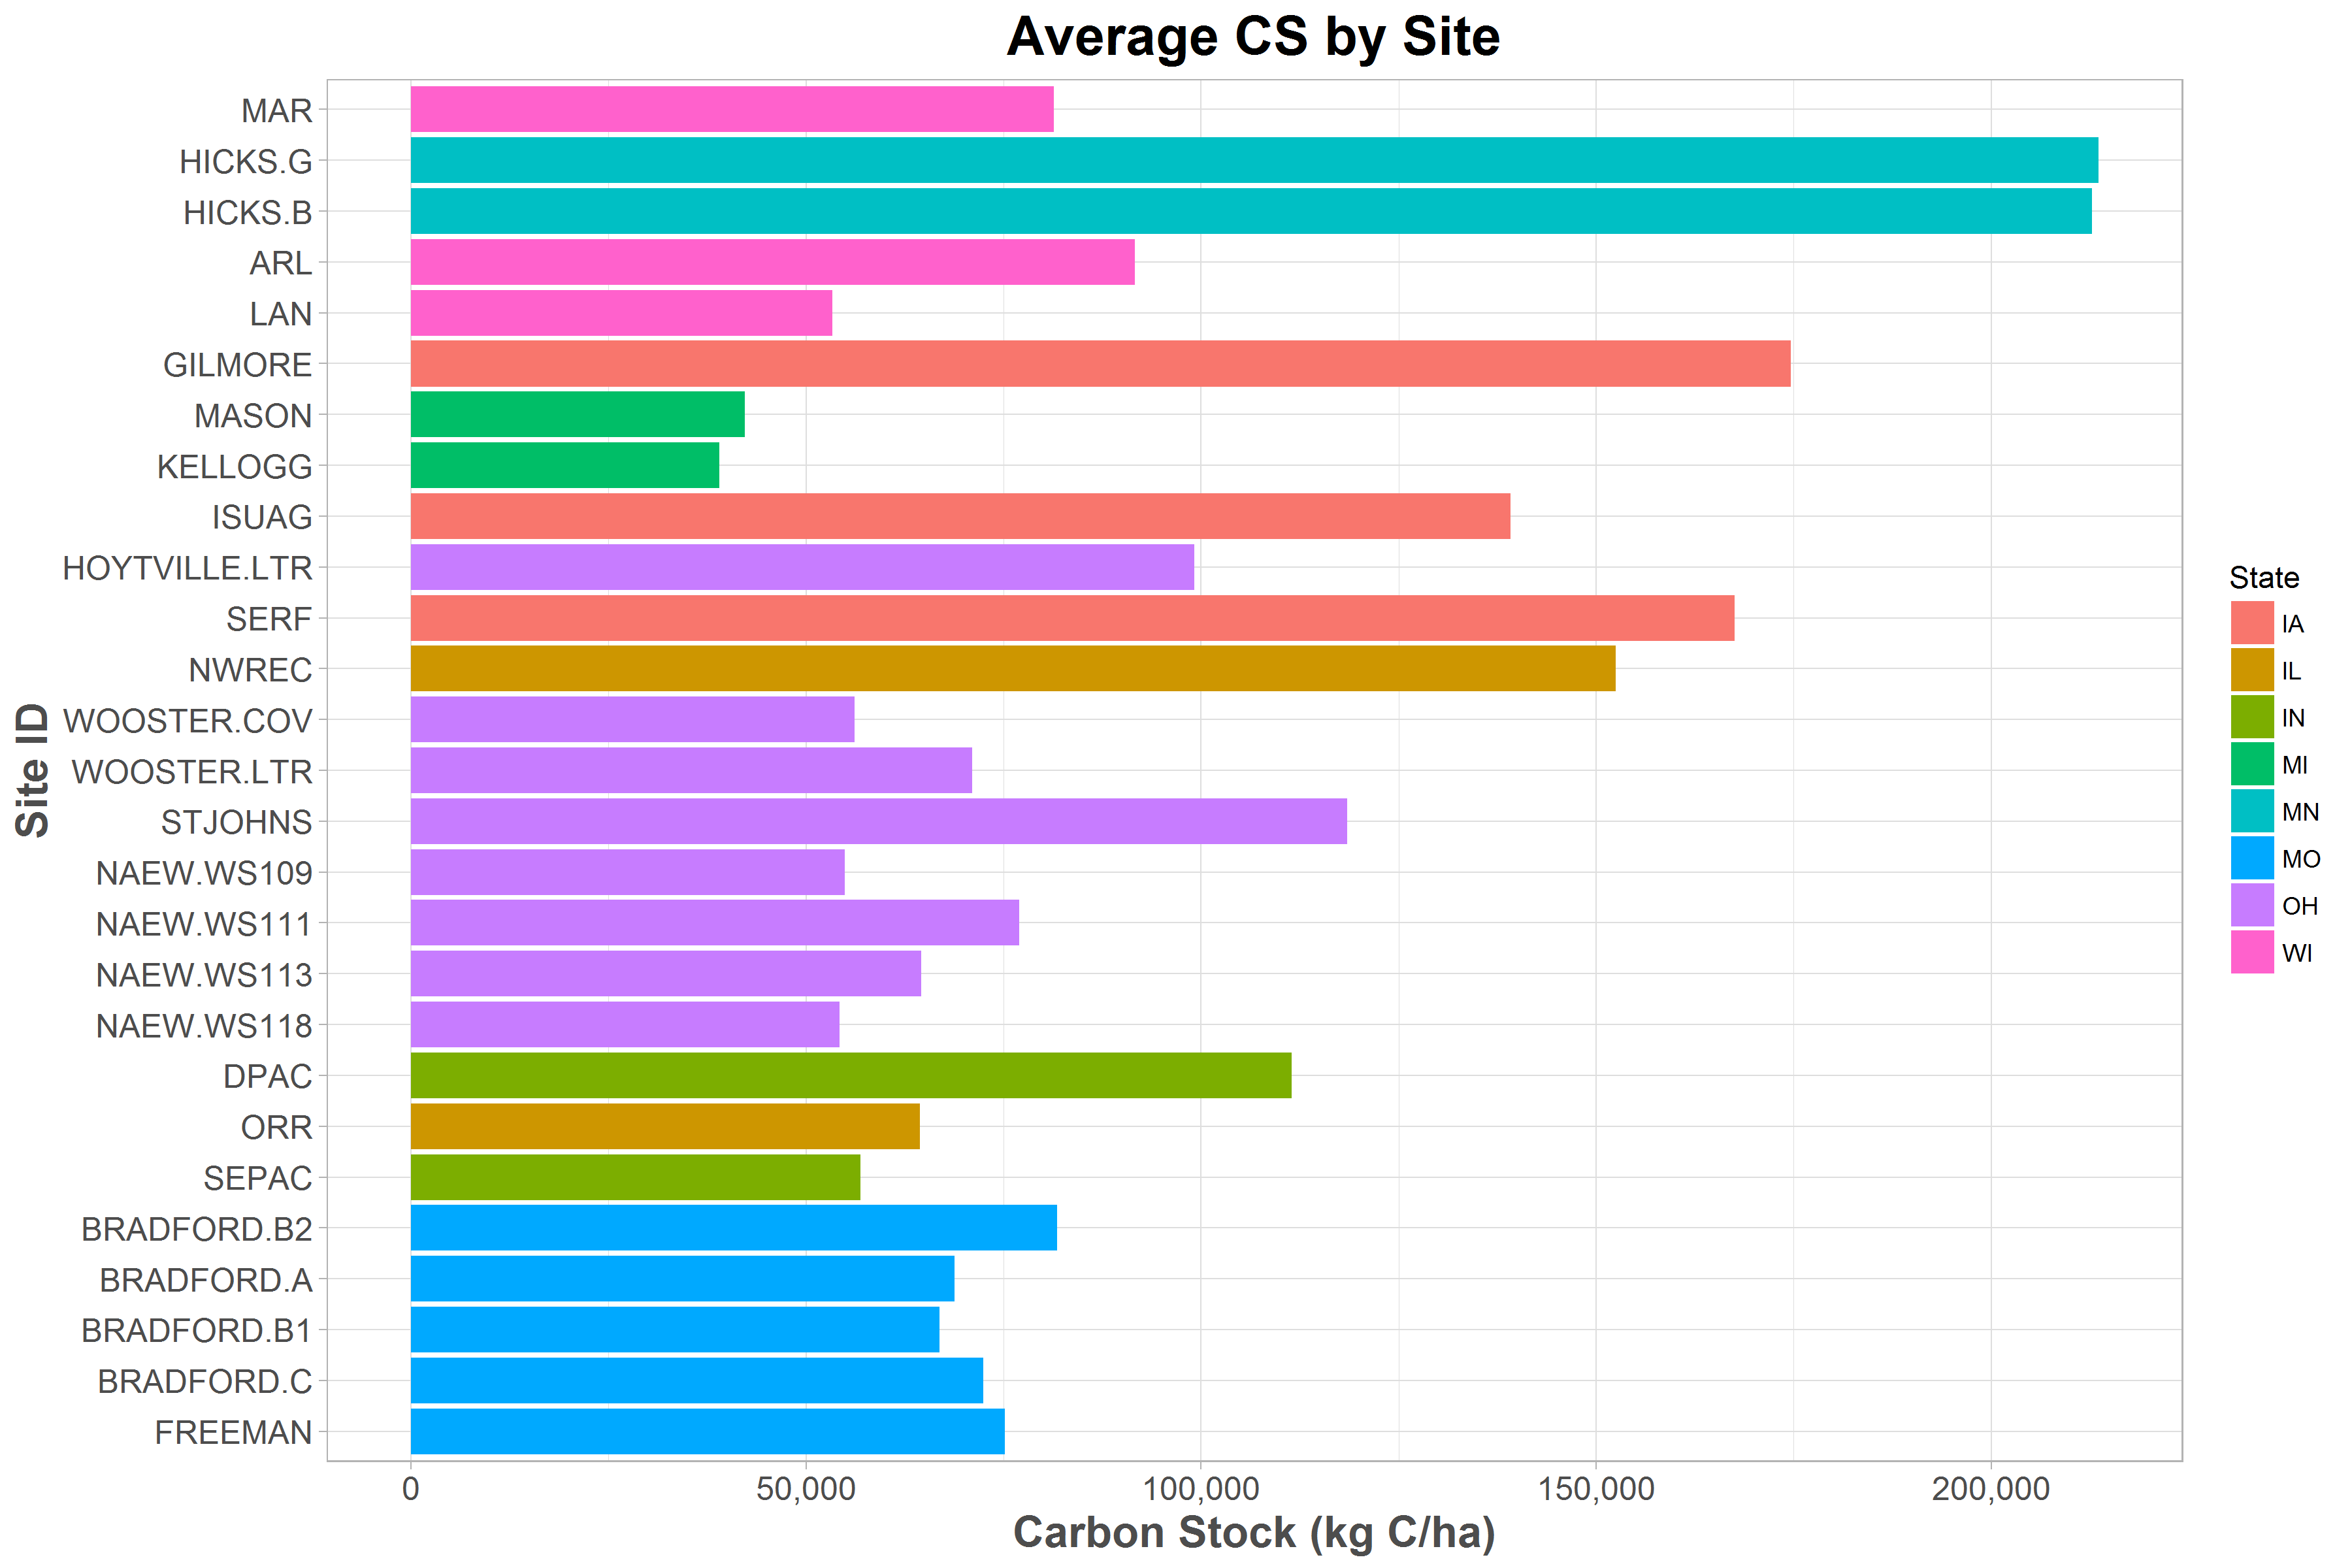 Average CS by Site
MAR
HICKS.G
HICKS.B
ARL
LAN
GILMORE
MASON
KELLOGG
ISUAG
HOYTVILLE.LTR
SERF
NWREC
WOOSTER.COV
WOOSTER.LTR
STJOHNS
NAEW.WS109
NAEW.WS111
NAEW.WS113
NAEW.WS118
DPAC
ORR
SEPAC
BRADFORD.B2
BRADFORD.A
BRADFORD.B1
BRADFORD.C
FREEMAN
Site ID
0 50,000 100,000 150,000 200,000
Carbon Stock (kg C/ha)
State
IA
IL
IN
MI
MN
MO
OH
WI